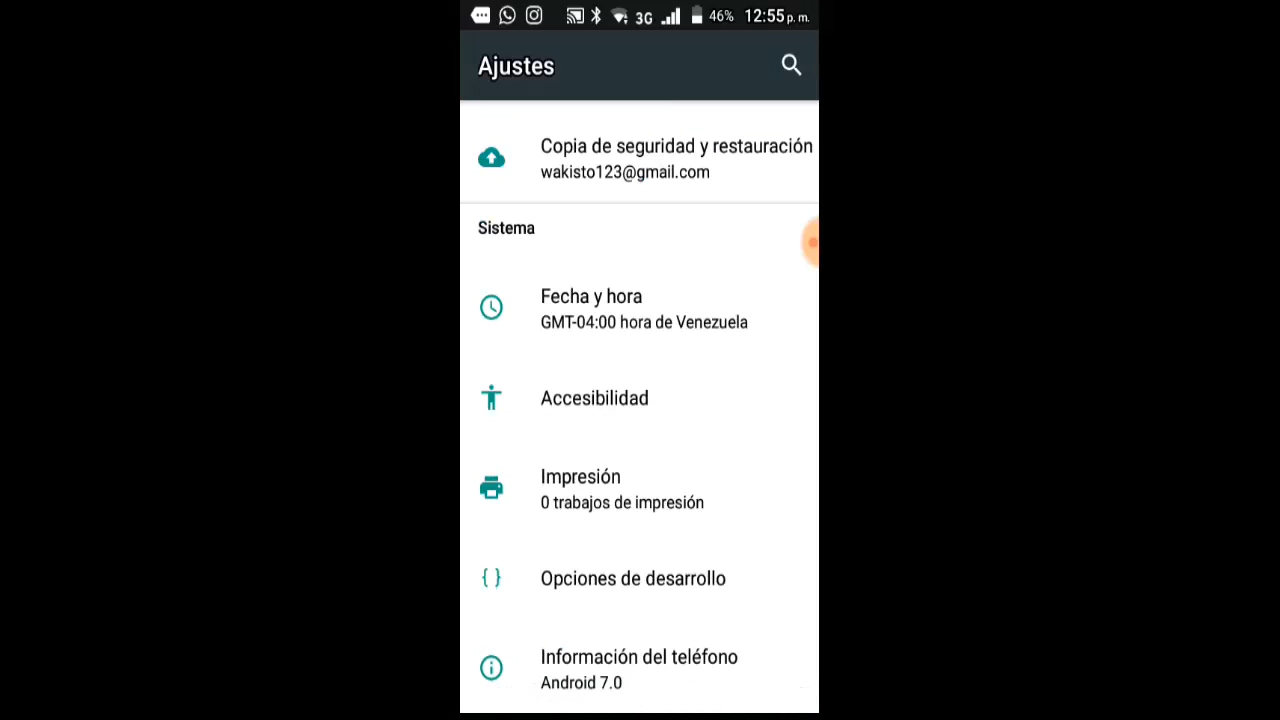 3G 46% 12:55 p. m.
Ajustes
Copia de seguridad y restauración
wakisto123@gmail.com
Sistema
Fecha y hora
GMT-04:00 hora de Venezuela
Accesibilidad
Impresión
0 trabajos de impresión
{ } Opciones de desarrollo
Información del teléfono
Android 7.0